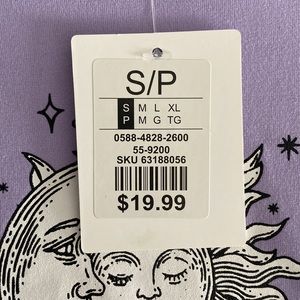 S/P
S M L XL
P M G TG
0588-4828-2600
55-9200
SKU 63188056
$19.99